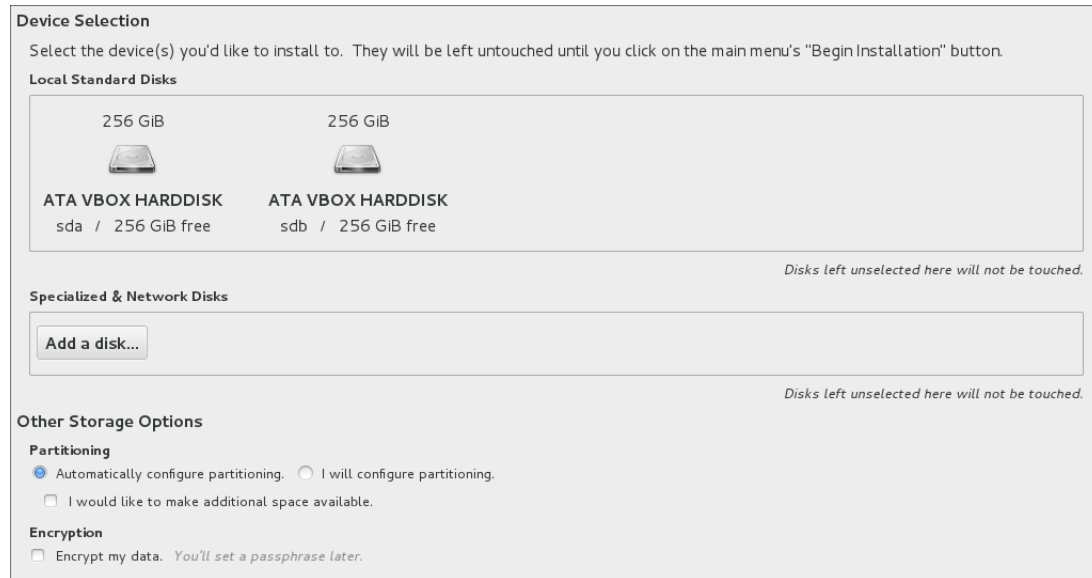 Device Selection
Select the device(s) you'd like to install to. They will be left untouched until you click on the main menu's "Begin Installation" button.
Local Standard Disks
256 GiB
256 GiB
ATA VBOX HARDDISK
ATA VBOX HARDDISK
sda / 256 GiB free
sdb / 256 GiB free
Disks left unselected here will not be touched.
Specialized & Network Disks
Add a disk...
Disks left unselected here will not be touched.
Other Storage Options
Partitioning
Automatically configure partitioning.
I will configure partitioning.
I would like to make additional space available.
Encryption
Encrypt my data. You'll set a passphrase later.